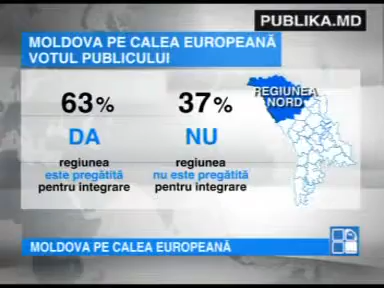 PUBLIKA.MD
MOLDOVA PE CALEA EUROPEANĂ
VOTUL PUBLICULUI
63% 37%
DA NU
regiunea regiunea
este pregătită nu este pregătită
pentru integrare pentru integrare
REGIUNEA
NORD
MOLDOVA PE CALEA EUROPEANĂ